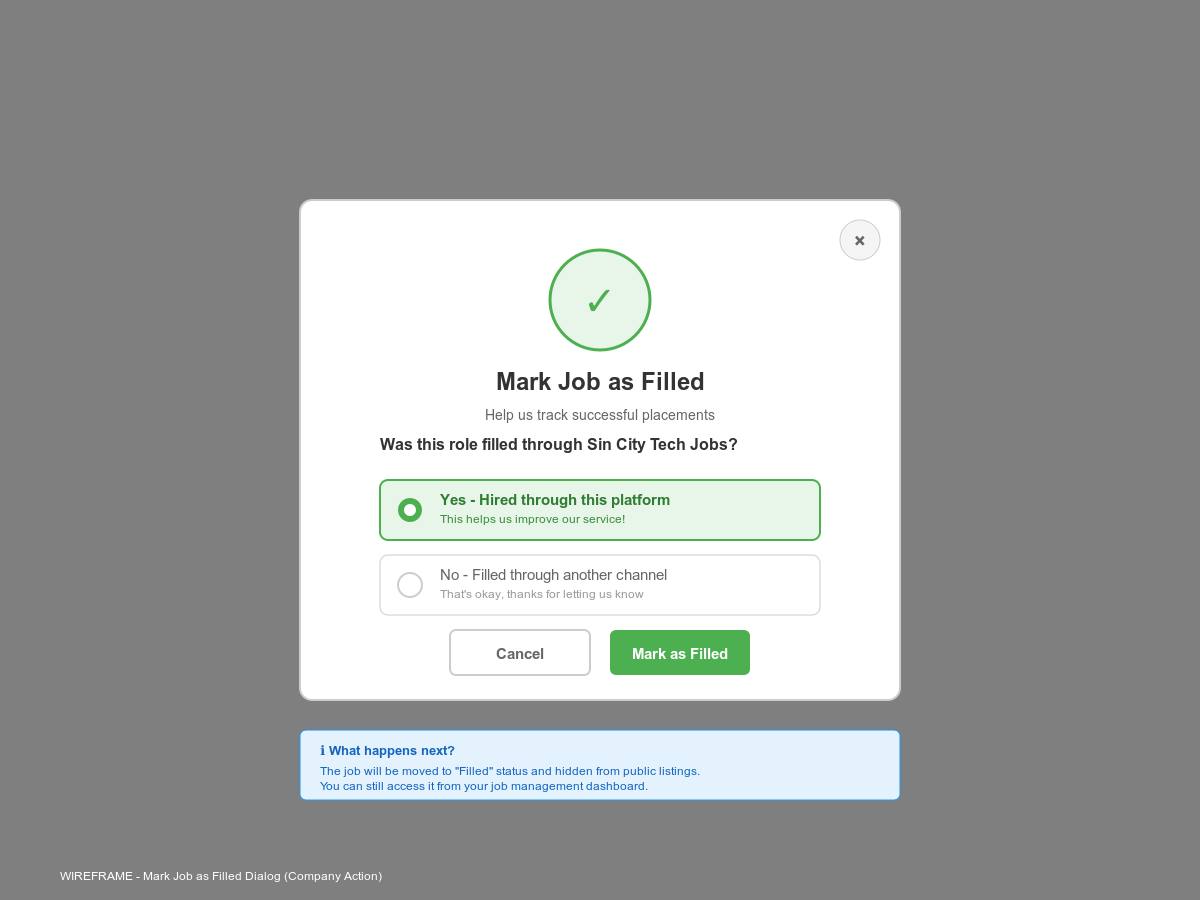 ×
✓
Mark Job as Filled
Help us track successful placements
Was this role filled through Sin City Tech Jobs?
Yes - Hired through this platform
This helps us improve our service!
No - Filled through another channel
That's okay, thanks for letting us know
Cancel
Mark as Filled
ℹ What happens next?
The job will be moved to "Filled" status and hidden from public listings.
You can still access it from your job management dashboard.
WIREFRAME - Mark Job as Filled Dialog (Company Action)